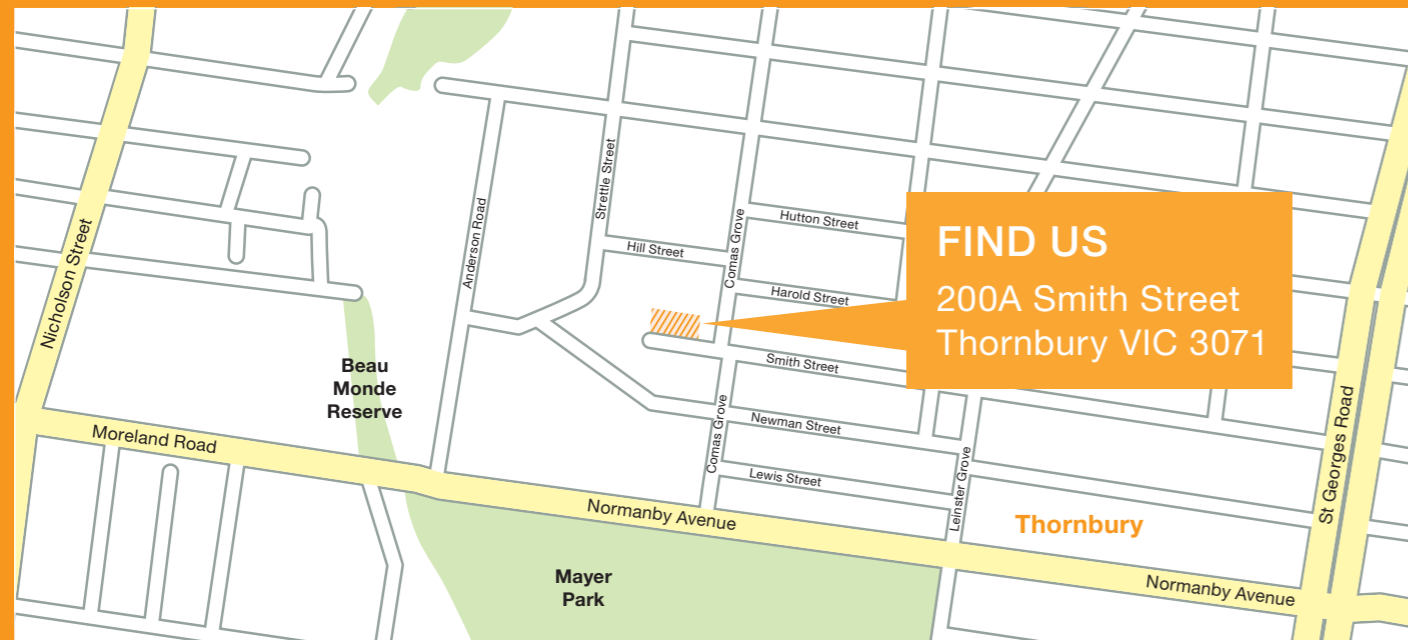 Strettle Street
Comas Grove
Hutton Street
Anderson Road
Hill Street
Nicholson Street
Harold Street
FIND US
200A Smith Street
Thornbury VIC 3071
Beau
Monde
Reserve
Smith Street
Comas Grove
Newman Street
St Georges Road
Moreland Road
Lewis Street
Leinster Grove
Normanby Avenue
Thornbury
Mayer
Park
Normanby Avenue